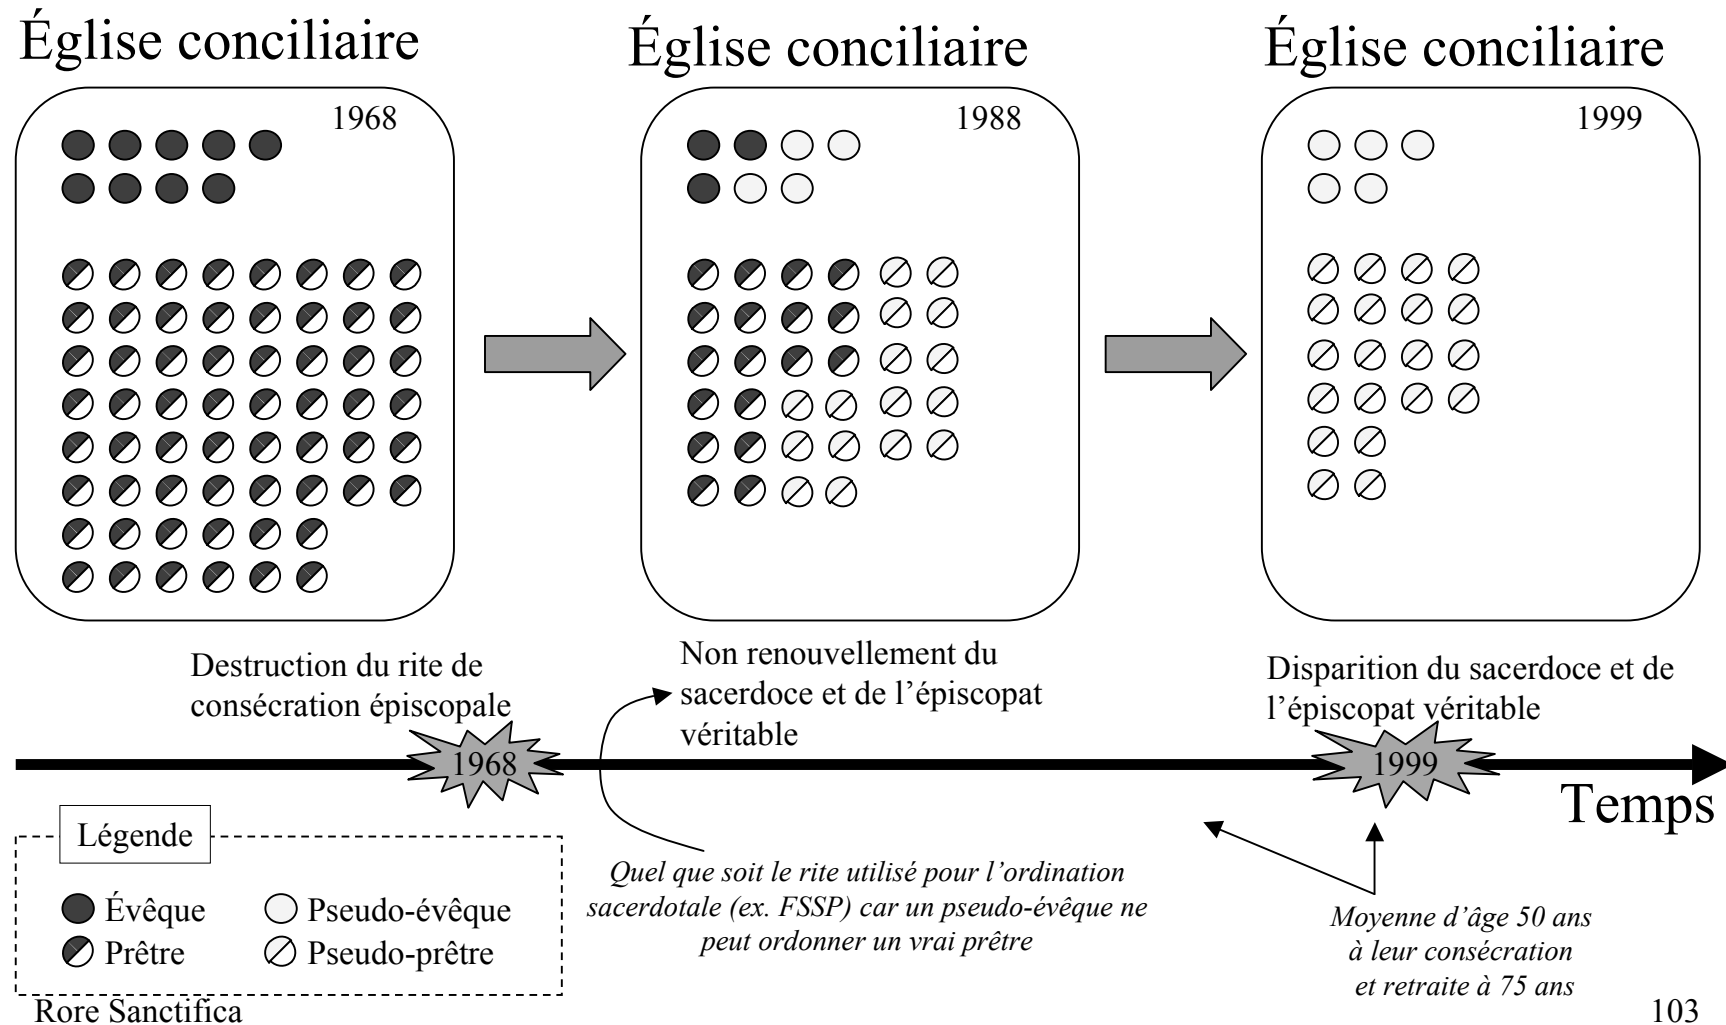 Église conciliaire
Église conciliaire
Église conciliaire
1968
1988
1999
Destruction du rite de
consécration épiscopale
Non renouvellement du
sacerdoce et de l’épiscopat
véritable
Disparition du sacerdoce et de
l’épiscopat véritable
1968
1999
Temps
Légende
Évêque
Pseudo-évêque
Prêtre
Pseudo-prêtre
Quel que soit le rite utilisé pour l’ordination
sacerdotale (ex. FSSP) car un pseudo-évêque ne
peut ordonner un vrai prêtre
Moyenne d’âge 50 ans
à leur consécration
et retraite à 75 ans
Rore Sanctifica
103